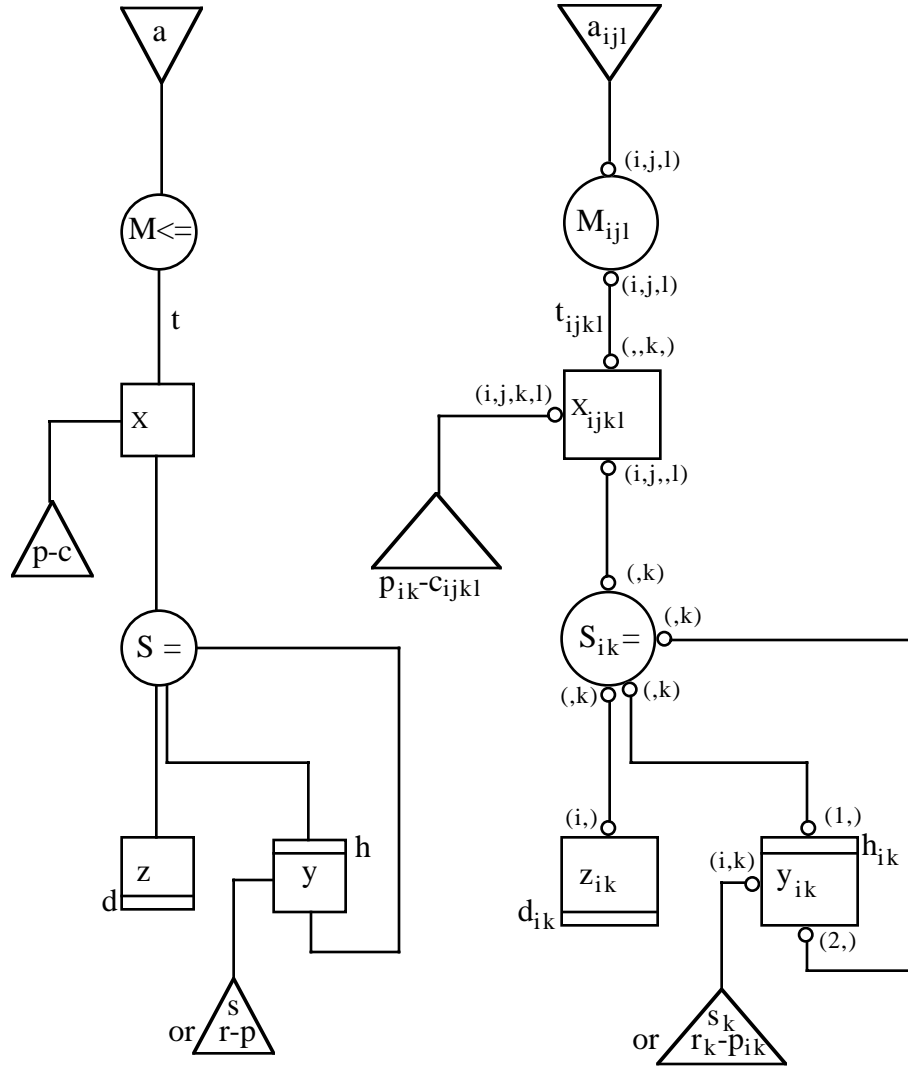 a
M<=
t
x
p-c
S =
z
d
h
y
or
s
r-p
a_ijl
(i,j,l)
M_ijl
(i,j,l)
t_ijkl
(,,k,)
(i,j,k,l)
x_ijkl
(i,j,,l)
p_ik-c_ijkl
(,k)
(,k)
S_ik=
(,k)
(,k)
(i,)
(1,)
z_ik
d_ik
h_ik
(i,k)
y_ik
(2,)
or
s_k
r_k-p_ik